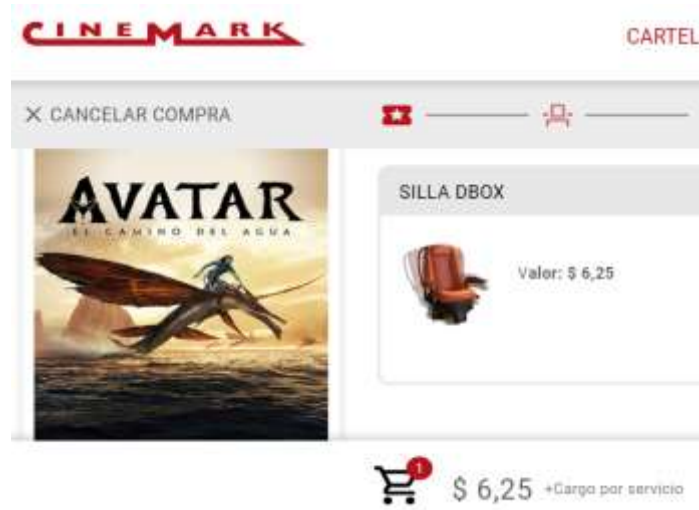 CINEMARK
CARTEL
× CANCELAR COMPRA
AVATAR
EL CAMINO DEL AGUA
SILLA DBOX
Valor: $ 6,25
1
$ 6,25 +Cargo por servicio